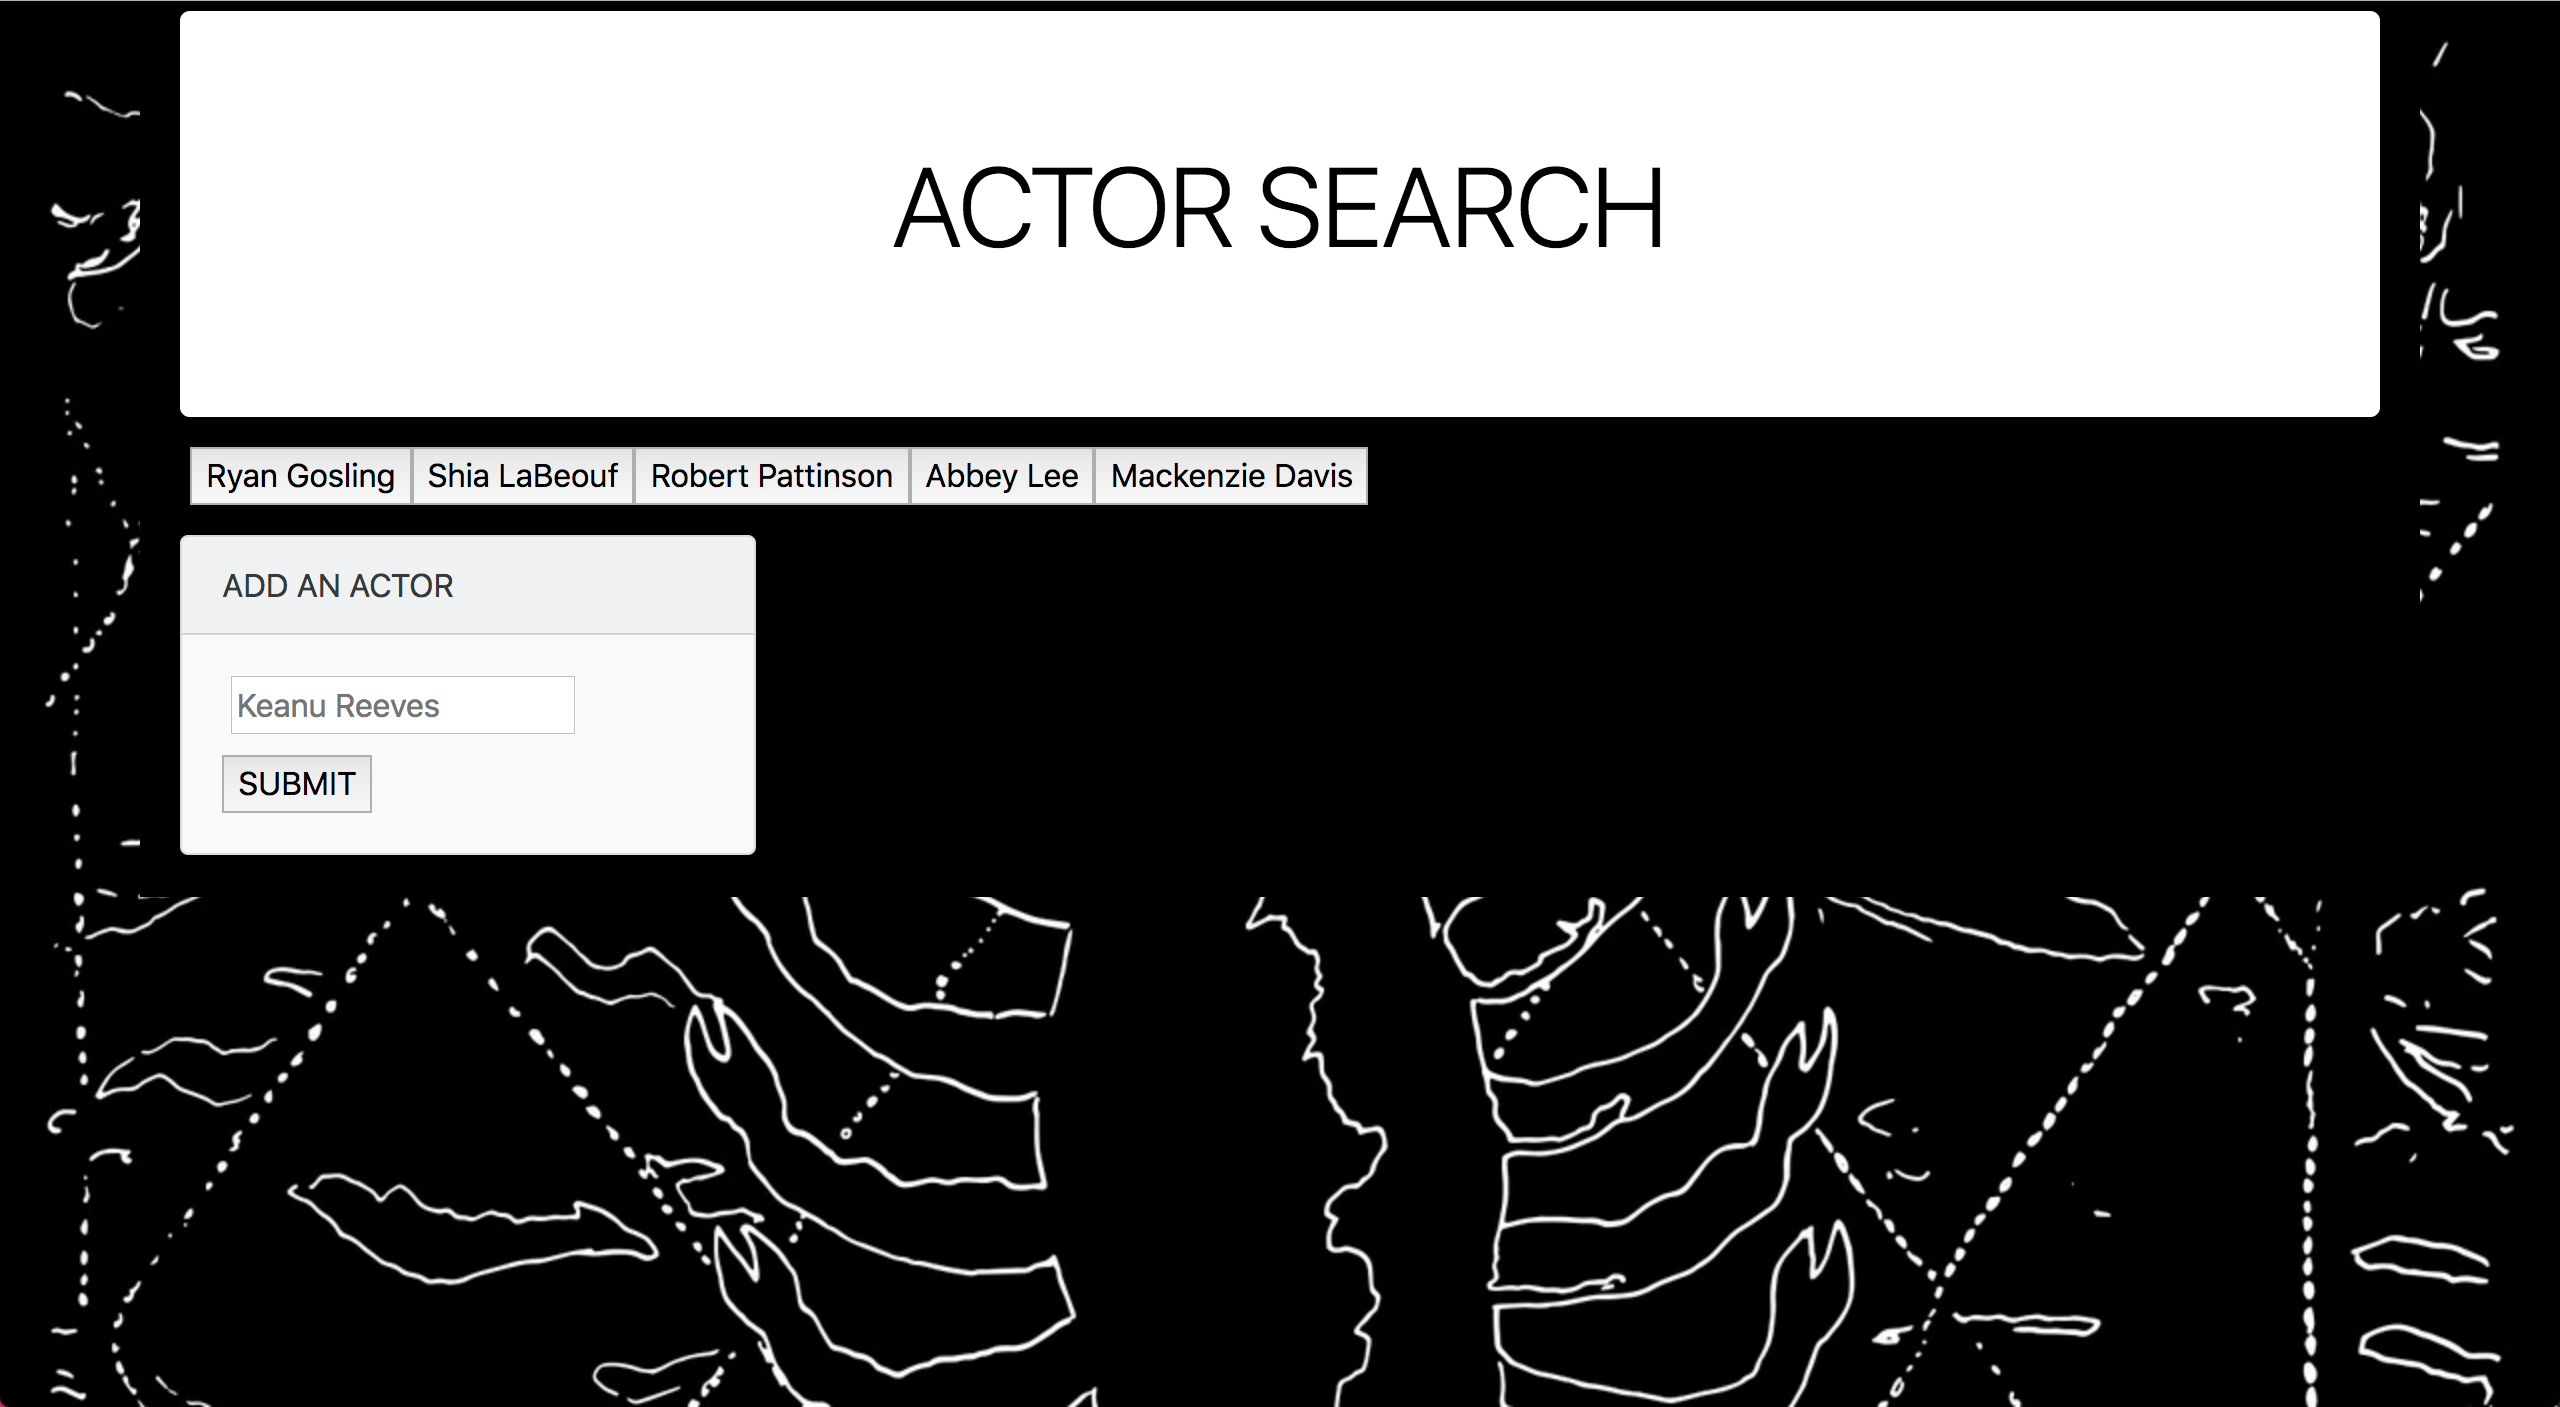 ACTOR SEARCH
Ryan Gosling Shia LaBeouf Robert Pattinson Abbey Lee Mackenzie Davis
ADD AN ACTOR
Keanu Reeves
SUBMIT